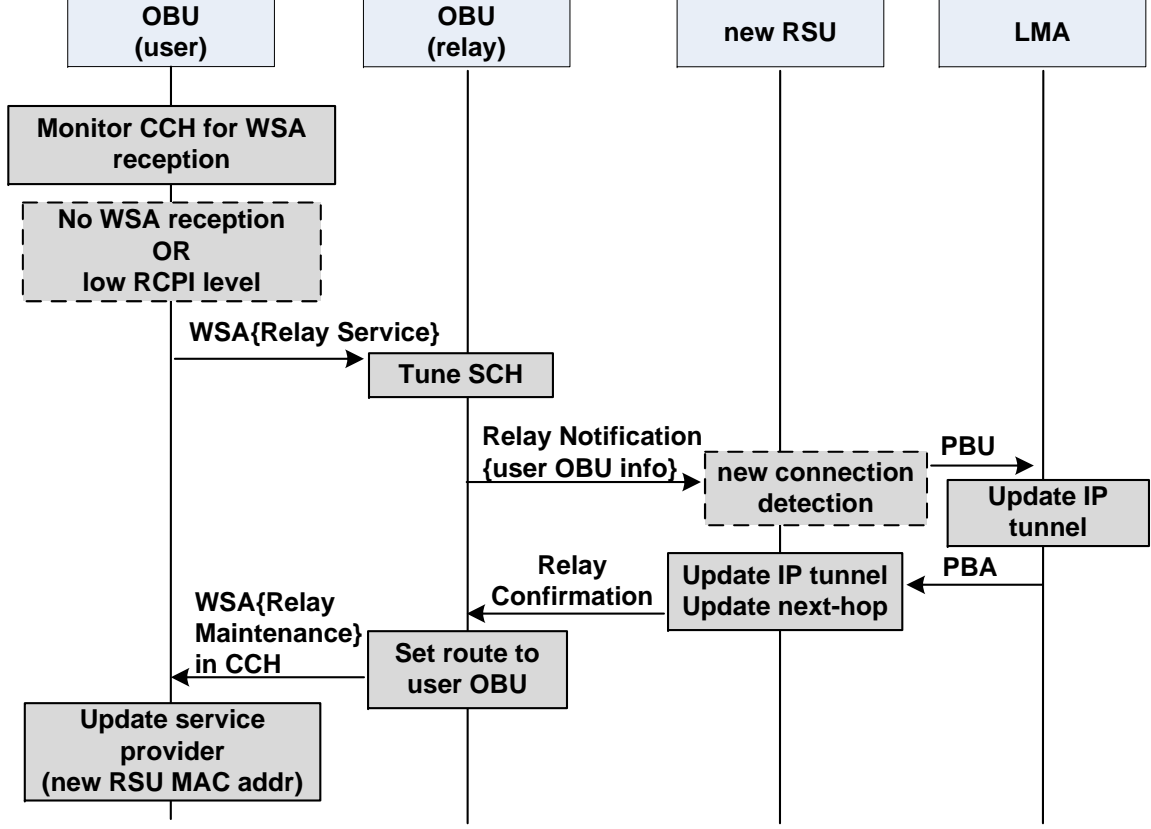 OBU
(user)
OBU
(relay)
new RSU
LMA
Monitor CCH for WSA
reception
No WSA reception
OR
low RCPI level
WSA{Relay Service}
Tune SCH
Relay Notification
{user OBU info}
new connection
detection
PBU
Update IP
tunnel
PBA
Update IP tunnel
Update next-hop
Relay
Confirmation
WSA{Relay
Maintenance}
in CCH
Set route to
user OBU
Update service
provider
(new RSU MAC addr)